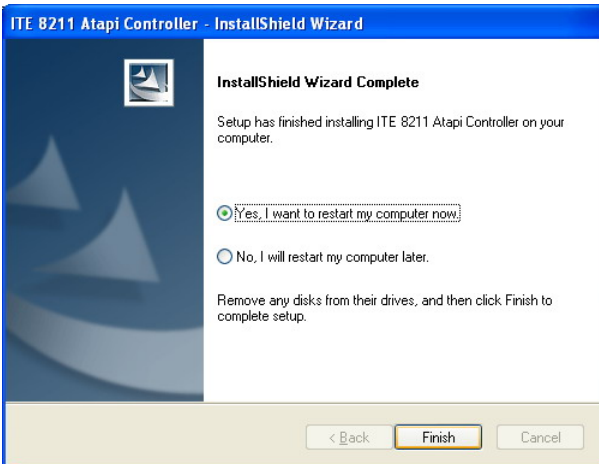 ITE 8211 Atapi Controller - InstallShield Wizard
InstallShield Wizard Complete
Setup has finished installing ITE 8211 Atapi Controller on your
computer.
Yes, I want to restart my computer now.
No, I will restart my computer later.
Remove any disks from their drives, and then click Finish to
complete setup.
< Back Finish Cancel